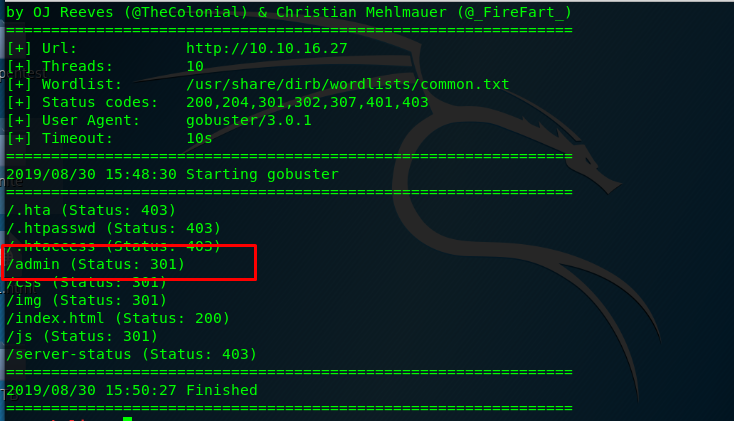 by OJ Reeves (@TheColonial) & Christian Mehlmauer (@_FireFart_)
===============================================================
[+] Url: http://10.10.16.27
[+] Threads: 10
[+] Wordlist: /usr/share/dirb/wordlists/common.txt
[+] Status codes: 200,204,301,302,307,401,403
[+] User Agent: gobuster/3.0.1
[+] Timeout: 10s
===============================================================
2019/08/30 15:48:30 Starting gobuster
===============================================================
/.hta (Status: 403)
/.htpasswd (Status: 403)
/.htaccess (Status: 403)
/admin (Status: 301)
/css (Status: 301)
/img (Status: 301)
/index.html (Status: 200)
/js (Status: 301)
/server-status (Status: 403)
===============================================================
2019/08/30 15:50:27 Finished
===============================================================